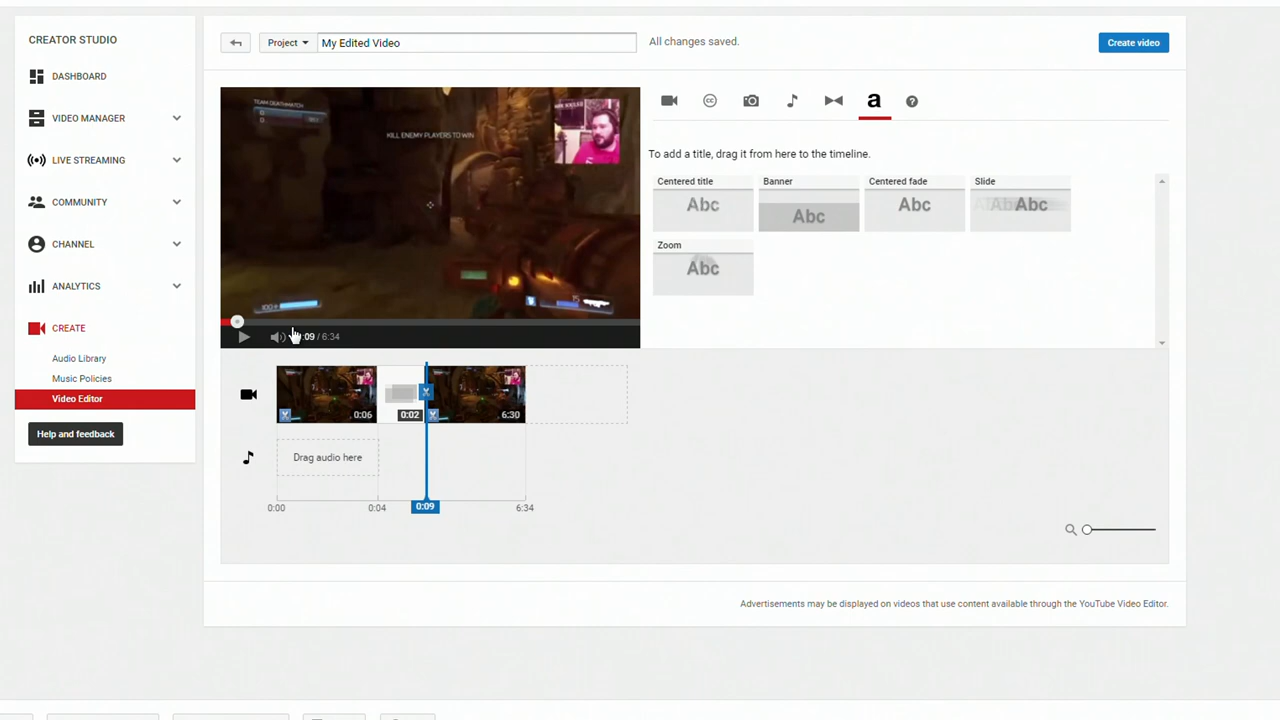 CREATOR STUDIO
DASHBOARD
VIDEO MANAGER
LIVE STREAMING
COMMUNITY
CHANNEL
ANALYTICS
CREATE
Audio Library
Music Policies
Video Editor
Help and feedback
Project
My Edited Video
All changes saved.
Create video
TEAM DEATHMATCH
KILL ENEMY PLAYERS TO WIN
:09 / 6:34
CC
a
?
To add a title, drag it from here to the timeline.
Centered title
Banner
Centered fade
Slide
Abc
Abc
Abc
Abc
Zoom
Abc
0:06
0:02
6:30
Drag audio here
0:00
0:04
0:09
6:34
Advertisements may be displayed on videos that use content available through the YouTube Video Editor.